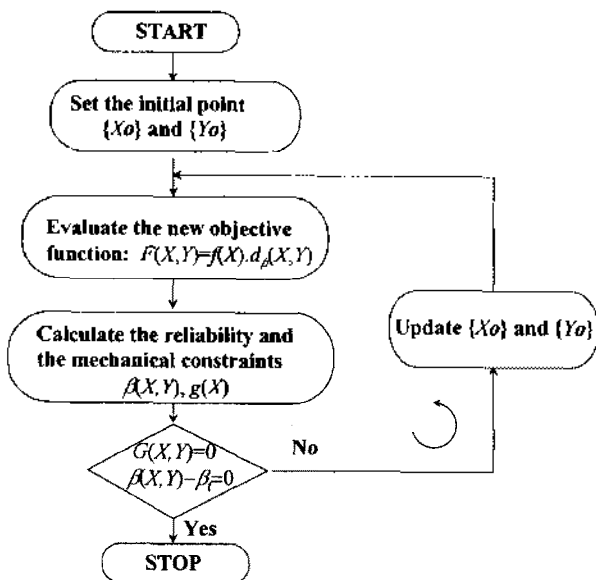 START
Set the initial point
{Xo} and {Yo}
Evaluate the new objective
function: F(X,Y)=f(X).dβ(X,Y)
Calculate the reliability and
the mechanical constraints
β(X,Y), g(X)
Update {Xo} and {Yo}
G(X,Y)=0
β(X,Y)−βt=0
No
Yes
STOP